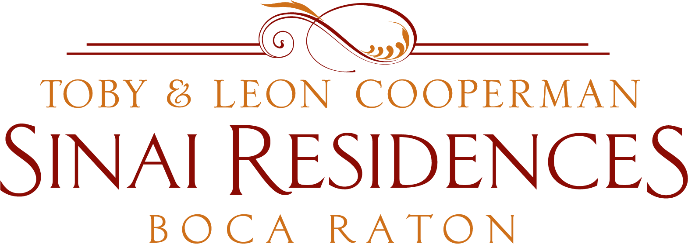 TOBY & LEON COOPERMAN
SINAI RESIDENCES
BOCA RATON